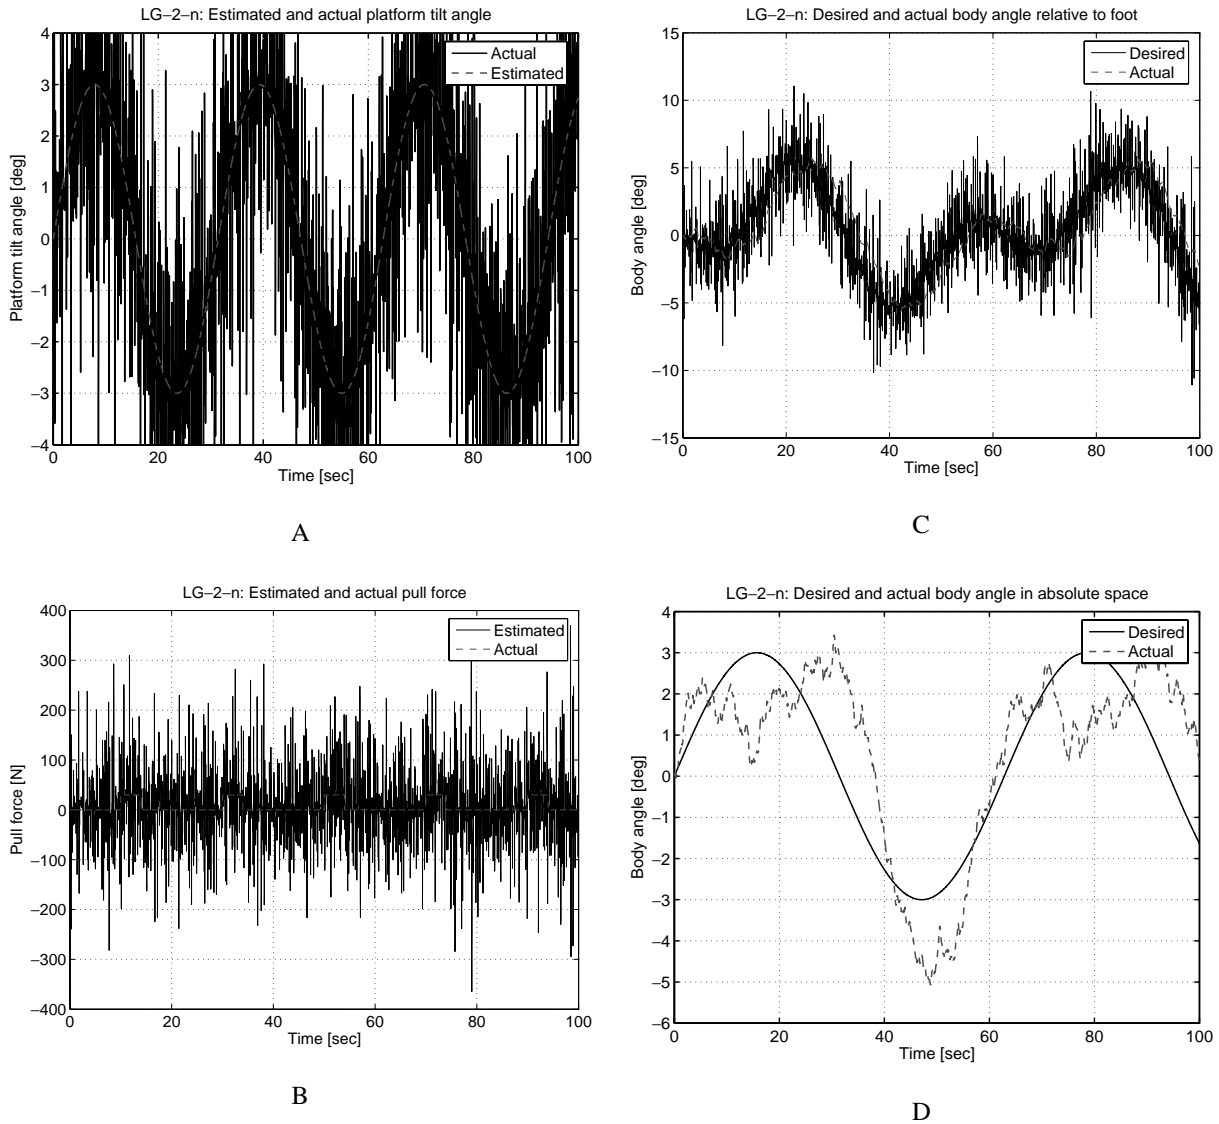 LG–2–n: Estimated and actual platform tilt angle
4
3
2
1
0
–1
–2
–3
–4
Platform tilt angle [deg]
Actual
Estimated
0
20
40
60
80
100
Time [sec]
A
LG–2–n: Desired and actual body angle relative to foot
15
10
5
0
–5
–10
–15
Body angle [deg]
Desired
Actual
0
20
40
60
80
100
Time [sec]
C
LG–2–n: Estimated and actual pull force
400
300
200
100
0
–100
–200
–300
–400
Pull force [N]
Estimated
Actual
0
20
40
60
80
100
Time [sec]
B
LG–2–n: Desired and actual body angle in absolute space
4
3
2
1
0
–1
–2
–3
–4
–5
–6
Body angle [deg]
Desired
Actual
0
20
40
60
80
100
Time [sec]
D